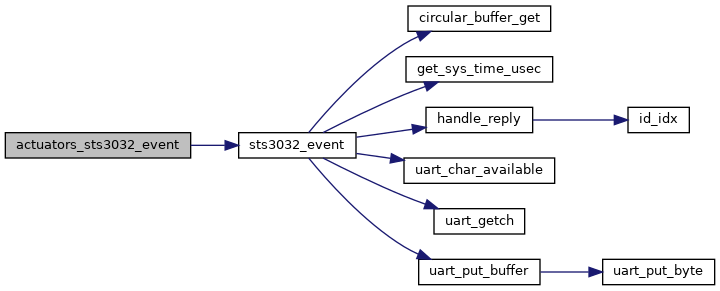 circular_buffer_get
get_sys_time_usec
handle_reply
id_idx
actuators_sts3032_event
sts3032_event
uart_char_available
uart_getch
uart_put_buffer
uart_put_byte